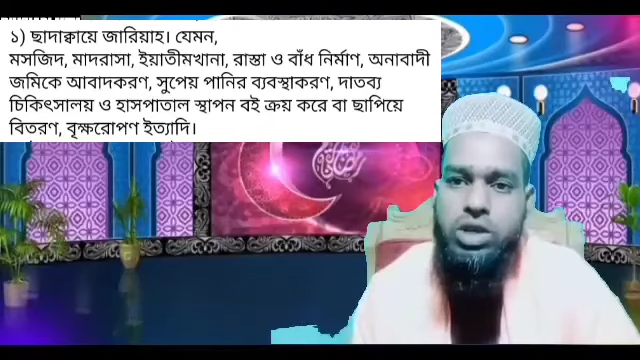 ১) ছাদাক্বায়ে জারিয়াহ। যেমন,
মসজিদ, মাদরাসা, ইয়াতীমখানা, রাস্তা ও বাঁধ নির্মাণ, অনাবাদী
জমিকে আবাদকরণ, সুপেয় পানির ব্যবস্থাকরণ, দাতব্য
চিকিৎসালয় ও হাসপাতাল স্থাপন বই ক্রয় করে বা ছাপিয়ে
বিতরণ, বৃক্ষরোপণ ইত্যাদি।